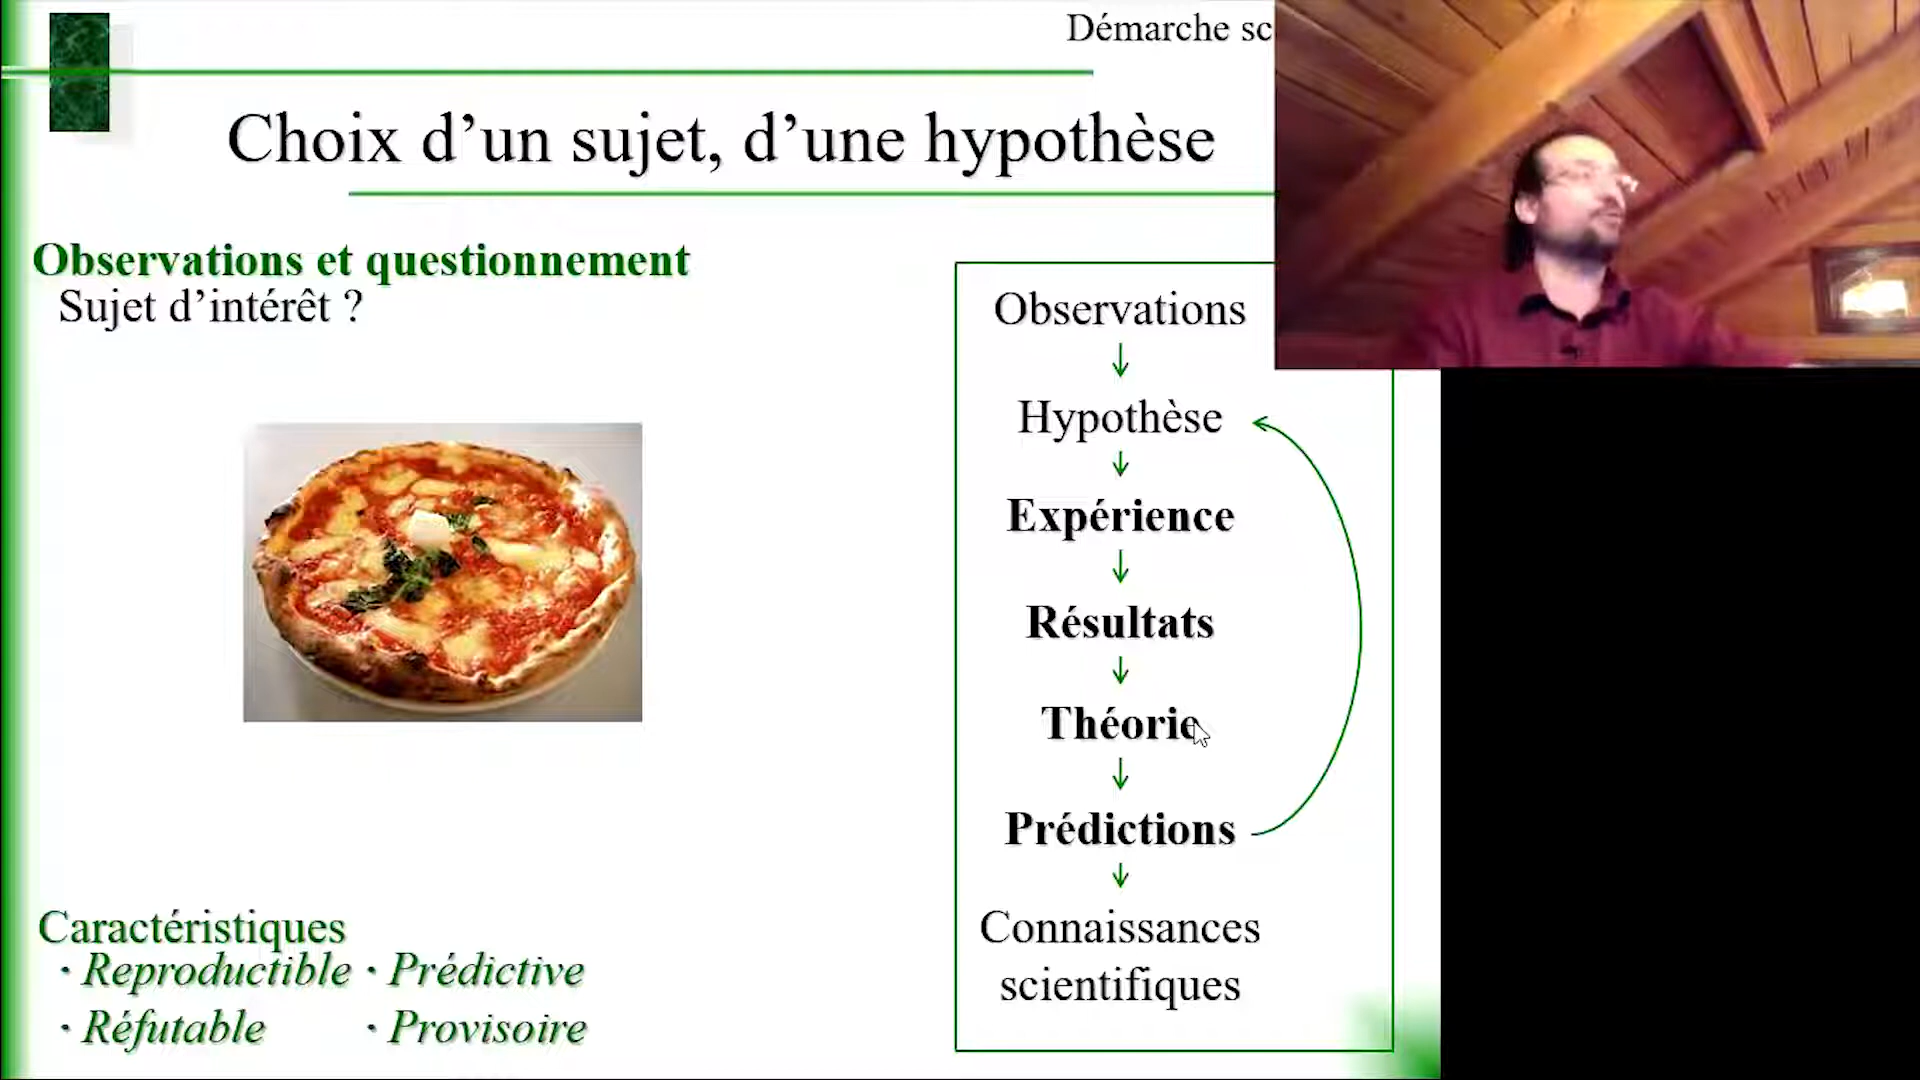 Démarche
Choix d’un sujet, d’une hypothèse
Observations et questionnement
Sujet d’intérêt ?
Observations
Hypothèse
Expérience
Résultats
Théorie
Prédictions
Connaissances
scientifiques
Caractéristiques
· Reproductible · Prédictive
· Réfutable · Provisoire